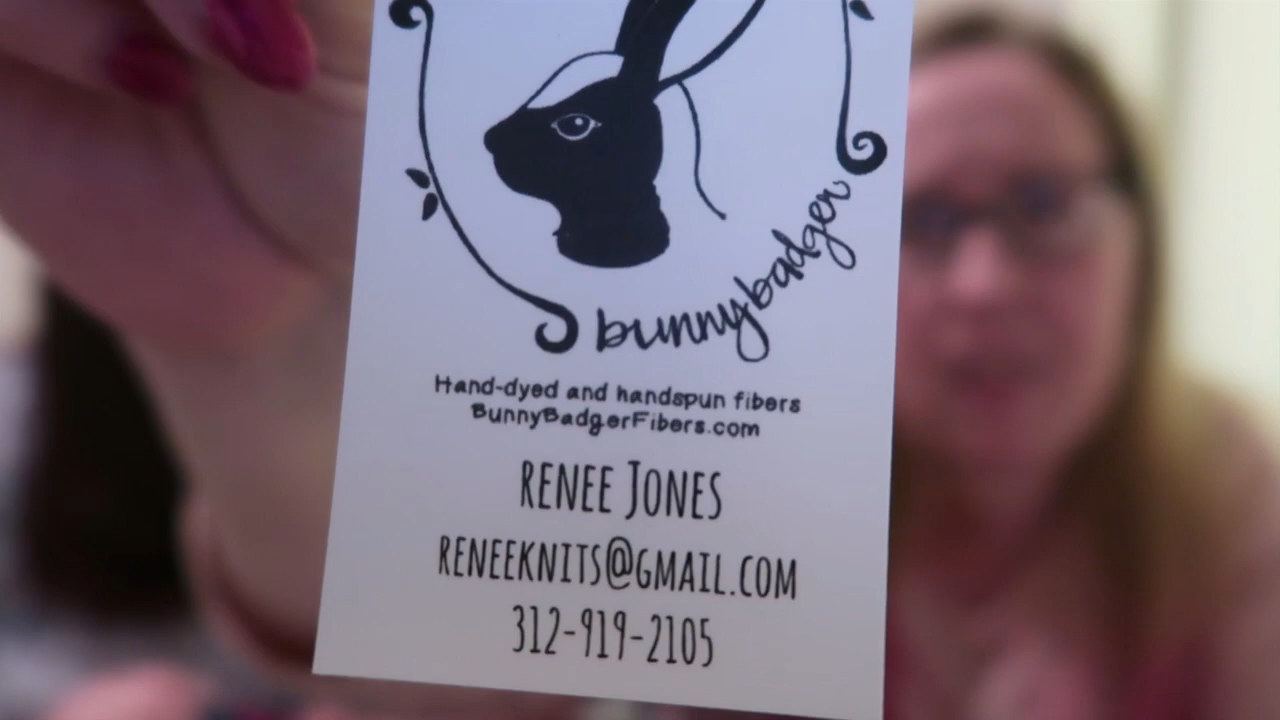 bunnybadger
Hand-dyed and handspun fibers
BunnyBadgerFibers.com
RENEE JONES
RENEEKNITS@GMAIL.COM
312-919-2105